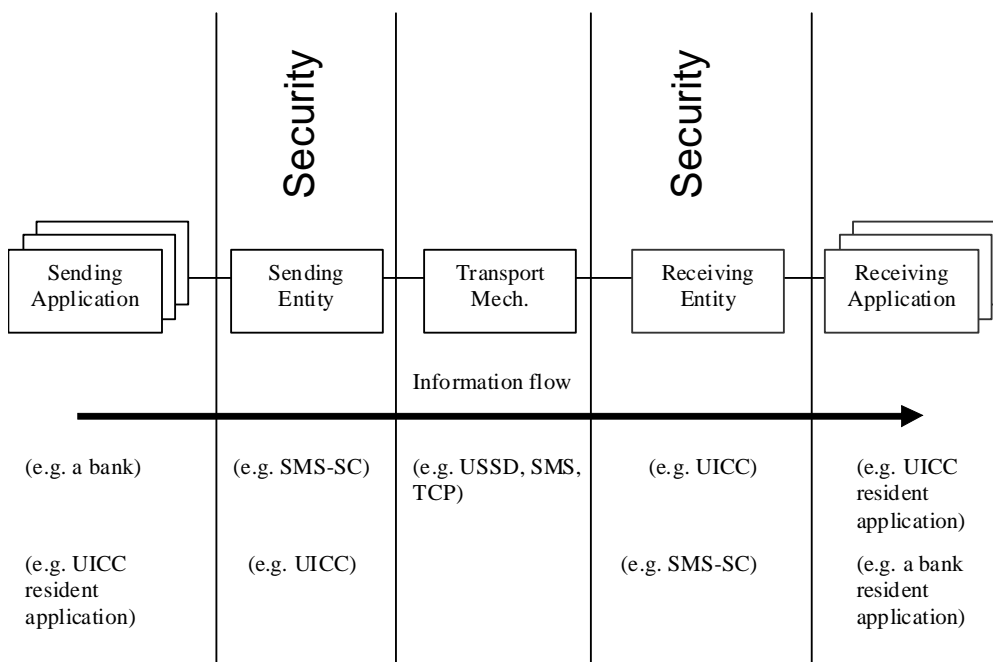 Security
Security
Sending
Application
Sending
Entity
Transport
Mech.
Receiving
Entity
Receiving
Application
Information flow
(e.g. a bank)
(e.g. SMS-SC)
(e.g. USSD, SMS,
TCP)
(e.g. UICC)
(e.g. UICC
resident
application)
(e.g. UICC
resident
application)
(e.g. UICC)
(e.g. SMS-SC)
(e.g. a bank
resident
application)